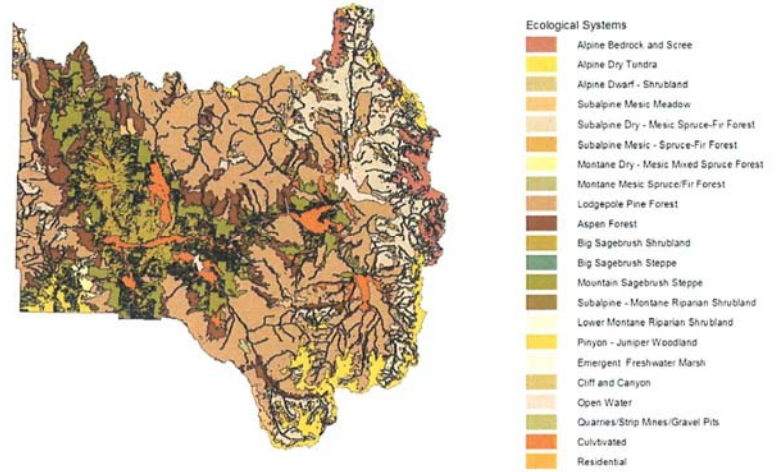 Ecological Systems
Alpine Bedrock and Scree
Alpine Dry Tundra
Alpine Dwarf - Shrubland
Subalpine Mesic Meadow
Subalpine Dry - Mesic Spruce-Fir Forest
Subalpine Mesic - Spruce-Fir Forest
Montane Dry - Mesic Mixed Spruce Forest
Montane Mesic Spruce/Fir Forest
Lodgepole Pine Forest
Aspen Forest
Big Sagebrush Shrubland
Big Sagebrush Steppe
Mountain Sagebrush Steppe
Subalpine - Montane Riparian Shrubland
Lower Montane Riparian Shrubland
Pinyon - Juniper Woodland
Emergent Freshwater Marsh
Cliff and Canyon
Open Water
Quarries/Strip Mines/Gravel Pits
Culvtivated
Residential